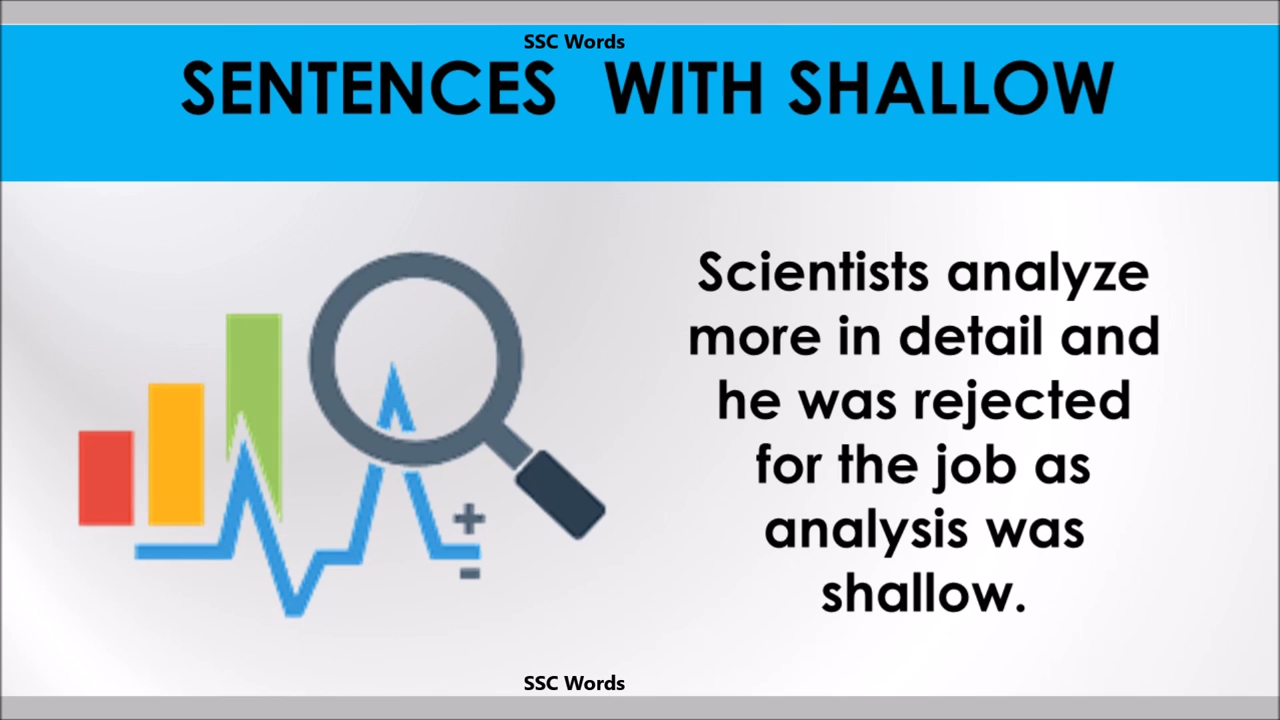 SSC Words
SENTENCES WITH SHALLOW
Scientists analyze
more in detail and
he was rejected
for the job as
analysis was
shallow.
+
-
SSC Words